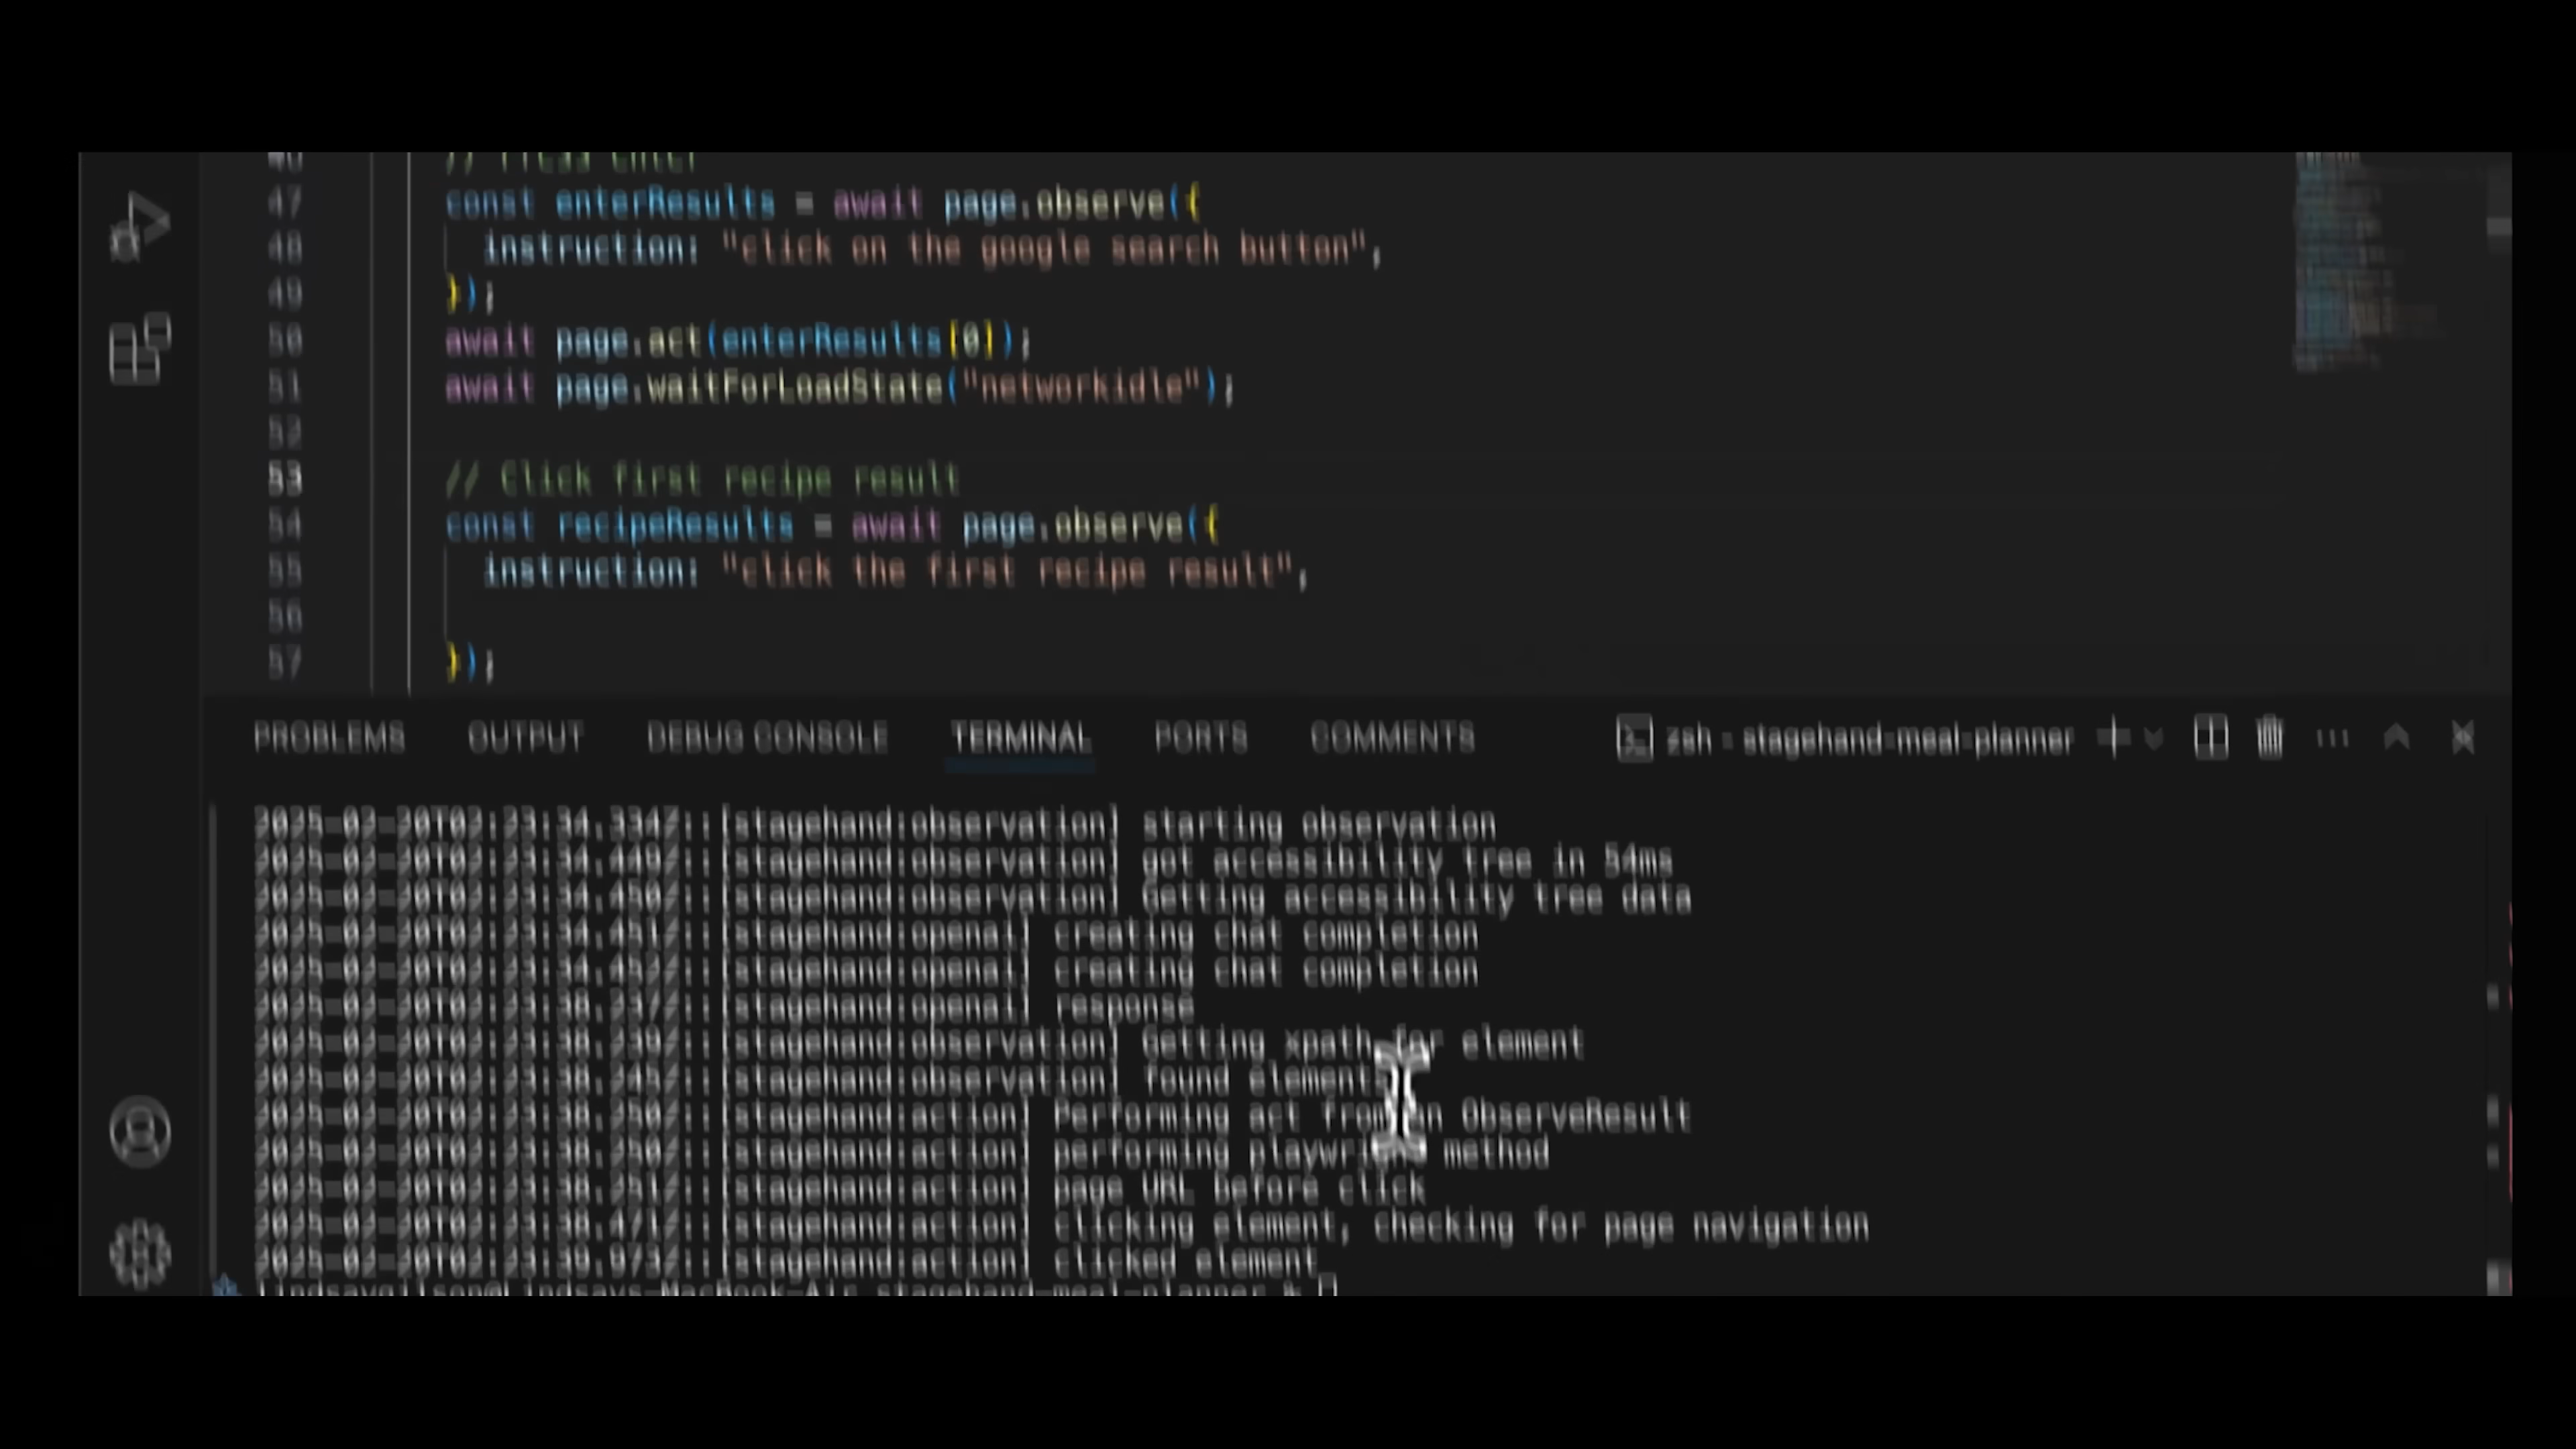 // Press Enter
47 const enterResults = await page.observe({
48 instruction: "click on the google search button",
49 });
50 await page.act(enterResults[0]);
51 await page.waitForLoadState("networkidle");
52
53 // Click first recipe result
54 const recipeResults = await page.observe({
55 instruction: "click the first recipe result",
56
57 });
PROBLEMS OUTPUT DEBUG CONSOLE TERMINAL PORTS COMMENTS zsh - stagehand-meal-planner
[stagehand:observation] starting observation
[stagehand:observation] got accessibility tree in 54ms
[stagehand:observation] Getting accessibility tree data
[stagehand:openai] creating chat completion
[stagehand:openai] creating chat completion
[stagehand:openai] response
[stagehand:observation] Getting xpath for element
[stagehand:observation] found elements
[stagehand:action] Performing act from an ObserveResult
[stagehand:action] performing playwright method
[stagehand:action] page URL before click
[stagehand:action] clicking element, checking for page navigation
[stagehand:action] clicked element
stagehand-meal-planner %